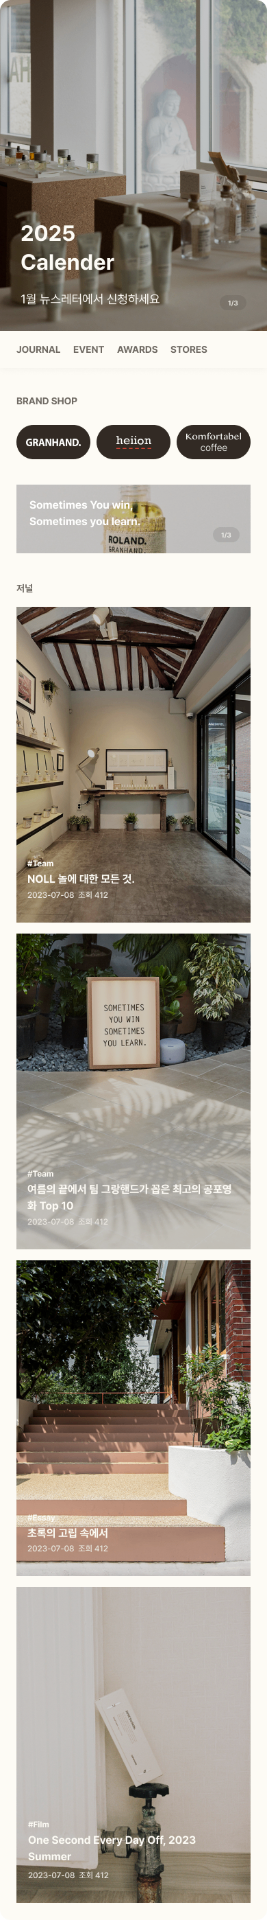 HA
2025
Calender
1월 뉴스레터에서 신청하세요
1/3
JOURNAL EVENT AWARDS STORES
BRAND SHOP
GRANHAND.
heiion
Komfortabel
coffee
Sometimes You win,
Sometimes you learn.
1/3
ROLAND.
GRANHAND.
저널
#Team
NOLL 놀에 대한 모든 것.
2023-07-08 조회 412
SOMETIMES
YOU WIN
SOMETIMES
YOU LEARN.
#Team
여름의 끝에서 팀 그랑핸드가 꼽은 최고의 공포영
화 Top 10
2023-07-08 조회 412
#Essay
초록의 고립 속에서
2023-07-08 조회 412
#Film
One Second Every Day Off, 2023
Summer
2023-07-08 조회 412